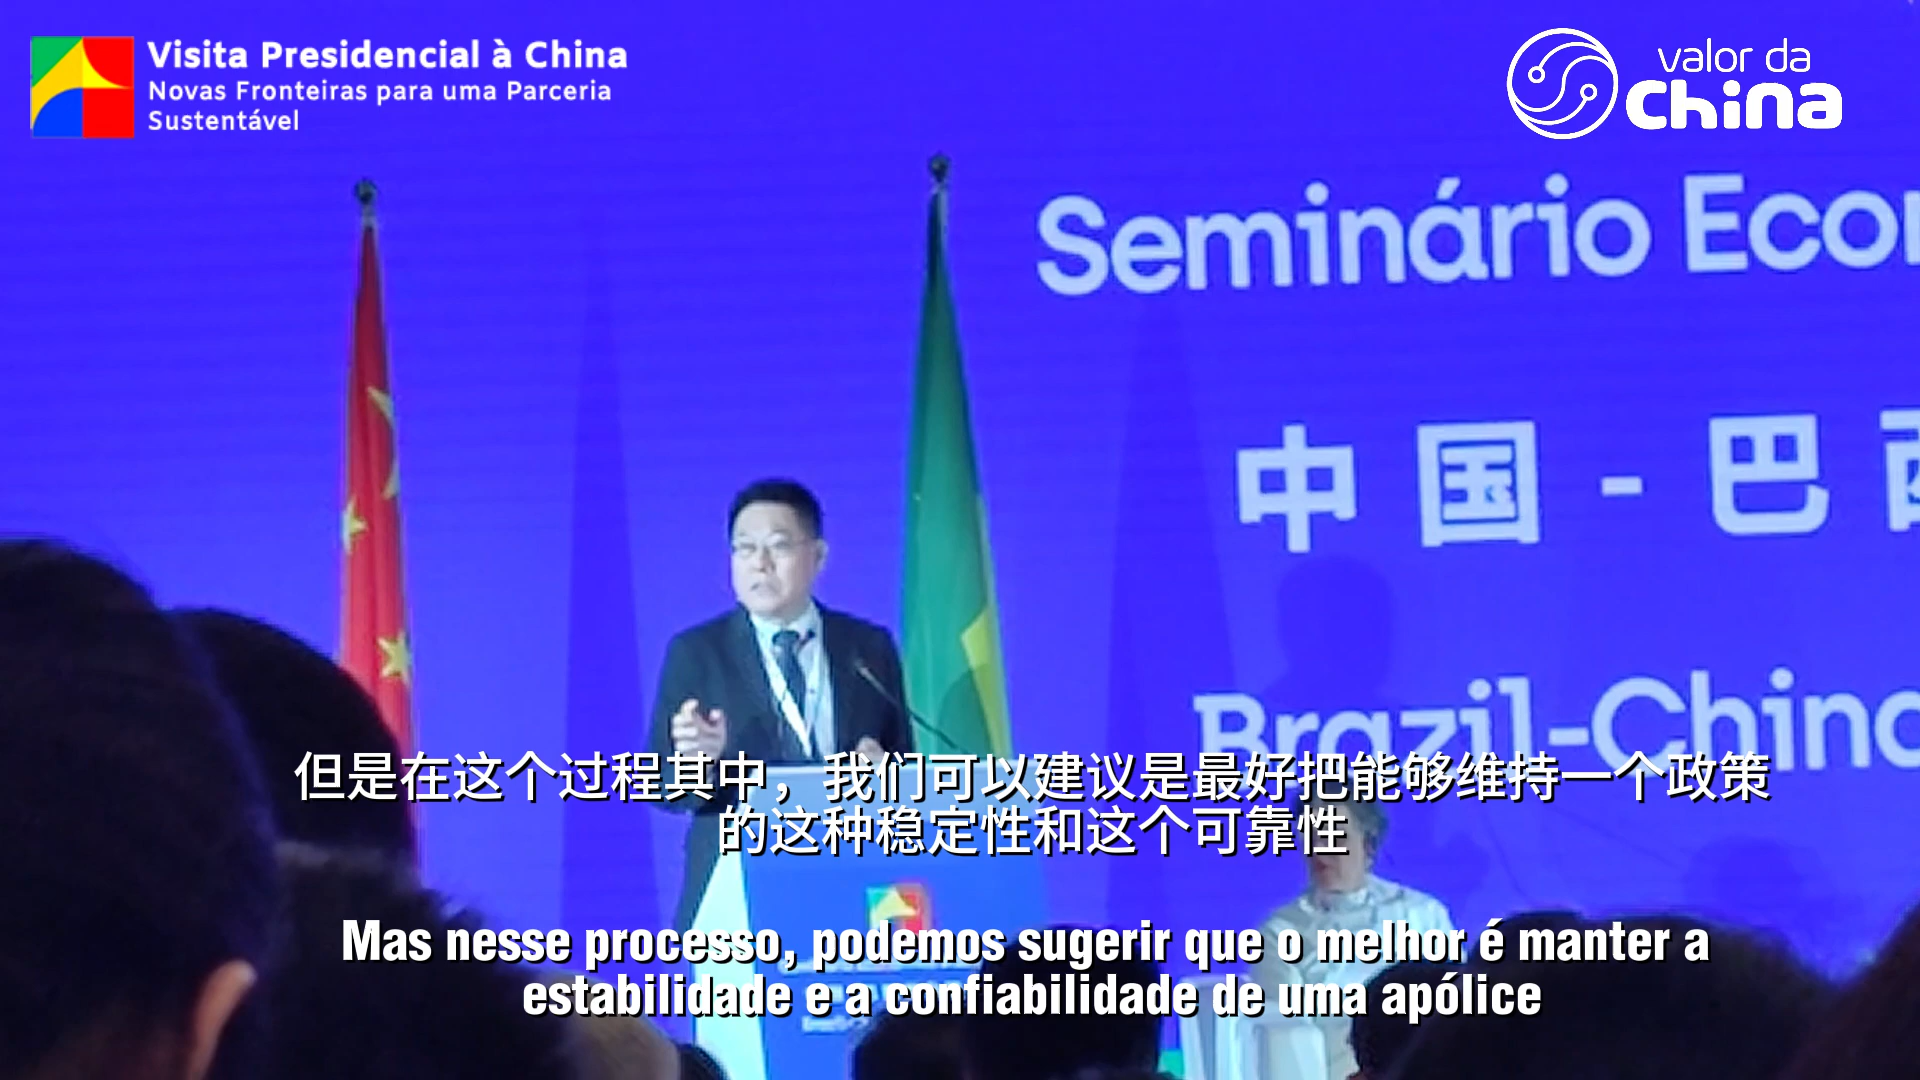 Visita Presidencial à China
Novas Fronteiras para uma Parceria
Sustentável
valor da
China
Seminário Econ
中国-巴西
Brazil-China
但是在这个过程其中，我们可以建议是最好把能够维持一个政策
的这种稳定性和这个可靠性
Mas nesse processo, podemos sugerir que o melhor é manter a
estabilidade e a confiabilidade de uma apólice